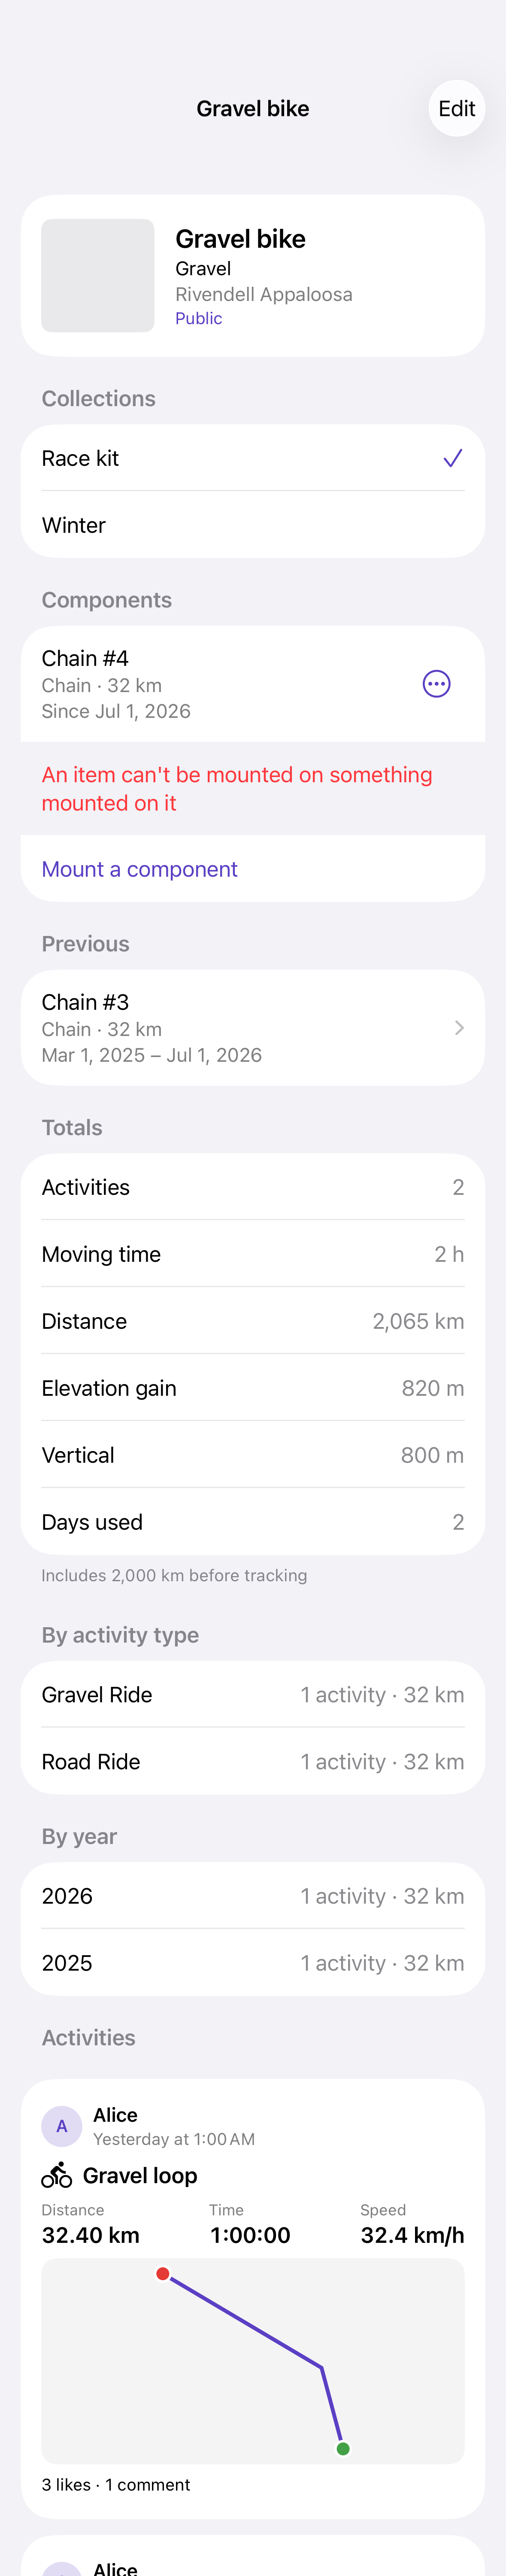 Gravel bike
Edit
Gravel bike
Gravel
Rivendell Appaloosa
Public
Collections
Race kit
Winter
Components
Chain #4
Chain · 32 km
Since Jul 1, 2026
An item can't be mounted on something
mounted on it
Mount a component
Previous
Chain #3
Chain · 32 km
Mar 1, 2025 – Jul 1, 2026
Totals
Activities 2
Moving time 2 h
Distance 2,065 km
Elevation gain 820 m
Vertical 800 m
Days used 2
Includes 2,000 km before tracking
By activity type
Gravel Ride 1 activity · 32 km
Road Ride 1 activity · 32 km
By year
2026 1 activity · 32 km
2025 1 activity · 32 km
Activities
A Alice
Yesterday at 1:00 AM
Gravel loop
Distance Time Speed
32.40 km 1:00:00 32.4 km/h
3 likes · 1 comment
Alice